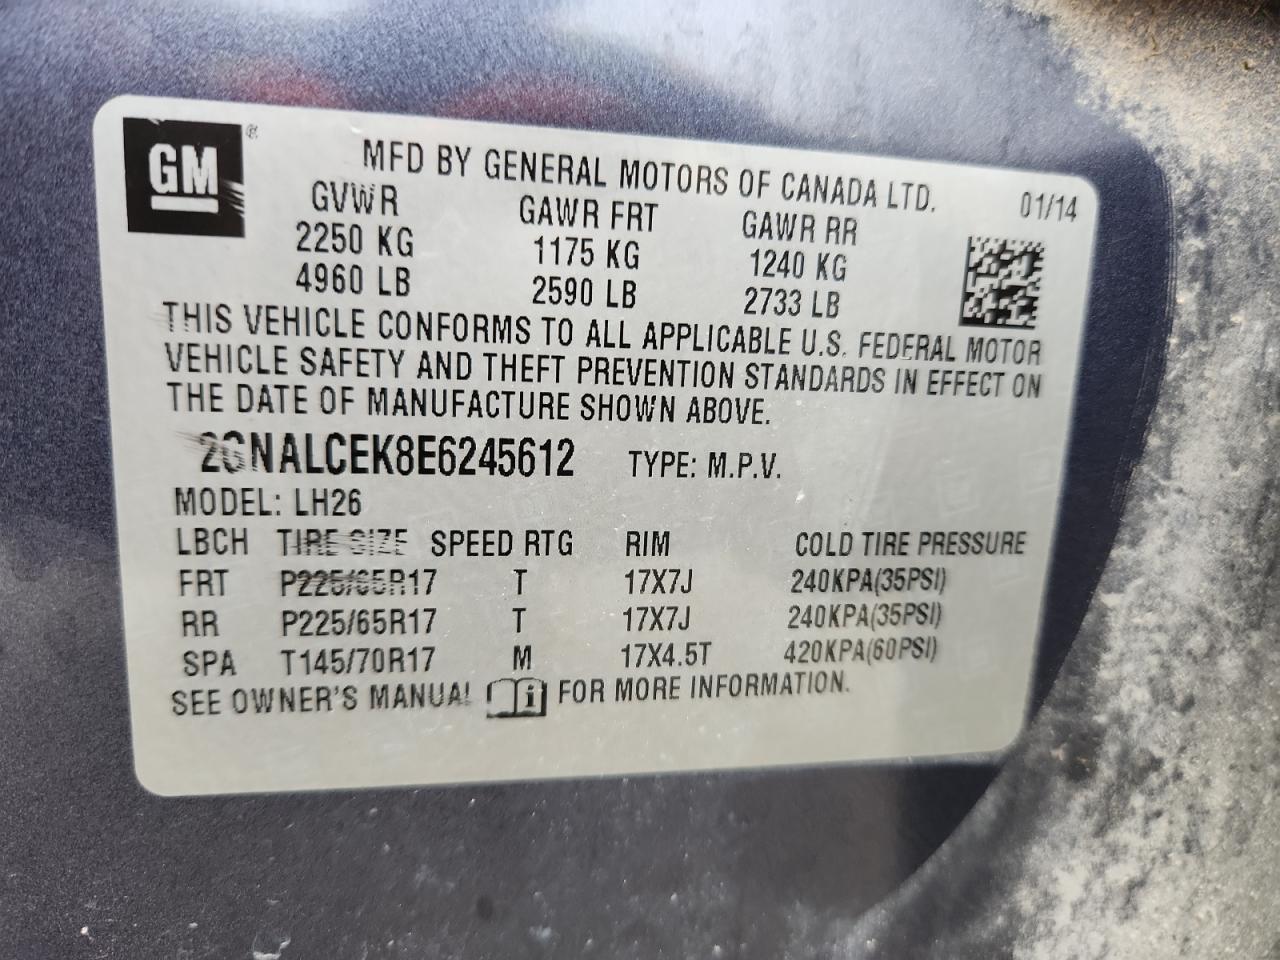 GM ®
MFD BY GENERAL MOTORS OF CANADA LTD. 01/14
GVWR GAWR FRT GAWR RR
2250 KG 1175 KG 1240 KG
4960 LB 2590 LB 2733 LB
THIS VEHICLE CONFORMS TO ALL APPLICABLE U.S. FEDERAL MOTOR
VEHICLE SAFETY AND THEFT PREVENTION STANDARDS IN EFFECT ON
THE DATE OF MANUFACTURE SHOWN ABOVE.
2GNALCEK8E6245612 TYPE: M.P.V.
MODEL: LH26
LBCH TIRE SIZE SPEED RTG RIM COLD TIRE PRESSURE
FRT P225/65R17 T 17X7J 240KPA(35PSI)
RR P225/65R17 T 17X7J 240KPA(35PSI)
SPA T145/70R17 M 17X4.5T 420KPA(60PSI)
SEE OWNER'S MANUAL i FOR MORE INFORMATION.